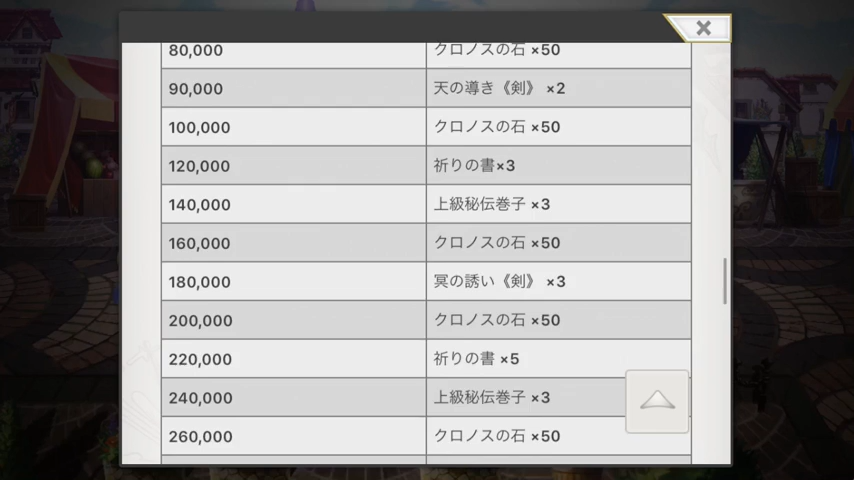 80,000 クロノスの石 ×50
90,000 天の導き《剣》 ×2
100,000 クロノスの石 ×50
120,000 祈りの書×3
140,000 上級秘伝巻子 ×3
160,000 クロノスの石 ×50
180,000 冥の誘い《剣》 ×3
200,000 クロノスの石 ×50
220,000 祈りの書 ×5
240,000 上級秘伝巻子 ×3
260,000 クロノスの石 ×50